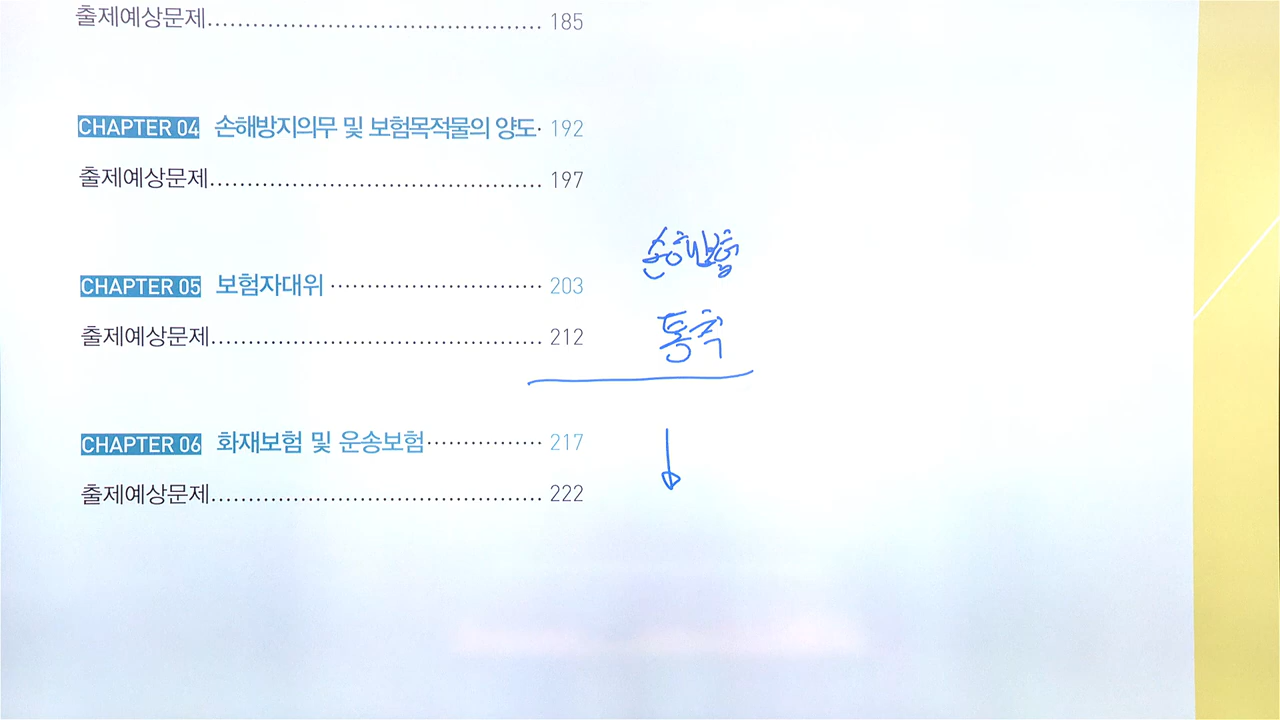 출제예상문제 185
CHAPTER 04 손해방지의무 및 보험목적물의 양도 192
출제예상문제 197
손해보험
CHAPTER 05 보험자대위 203
통칙
출제예상문제 212
CHAPTER 06 화재보험 및 운송보험 217
출제예상문제 222